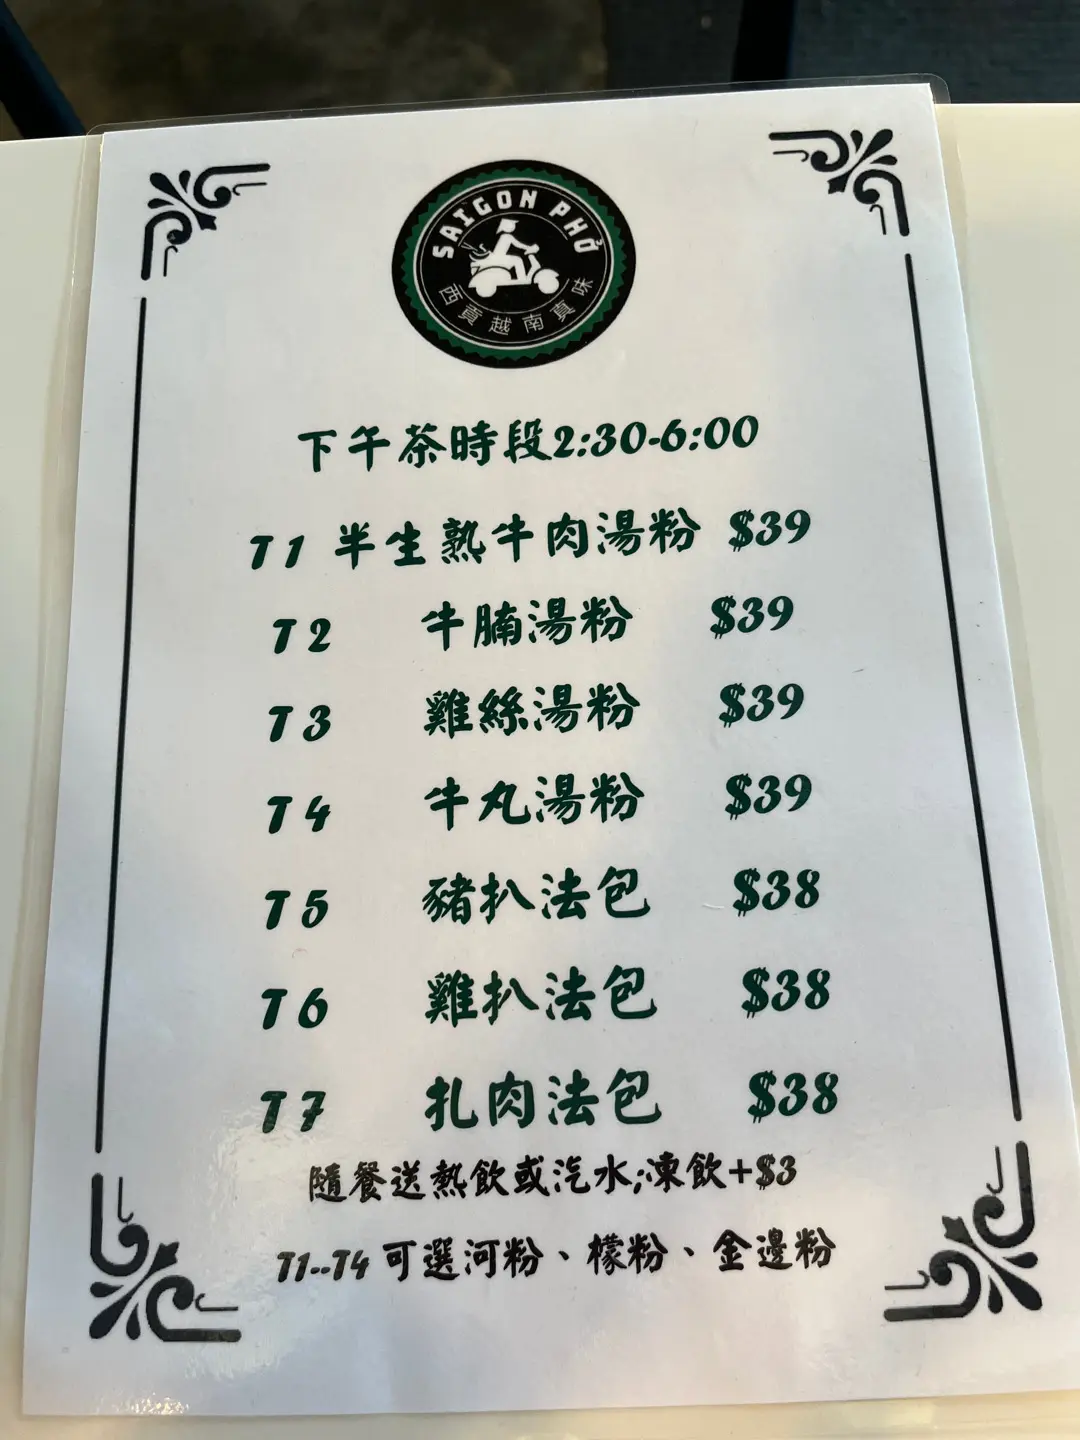 SAIGON PHỞ
西貢越南真味
下午茶時段2:30-6:00
T1 半生熟牛肉湯粉 $39
T2 牛腩湯粉 $39
T3 雞絲湯粉 $39
T4 牛丸湯粉 $39
T5 豬扒法包 $38
T6 雞扒法包 $38
T7 扎肉法包 $38
隨餐送熱飲或汽水;凍飲+$3
T1--T4 可選河粉、檬粉、金邊粉